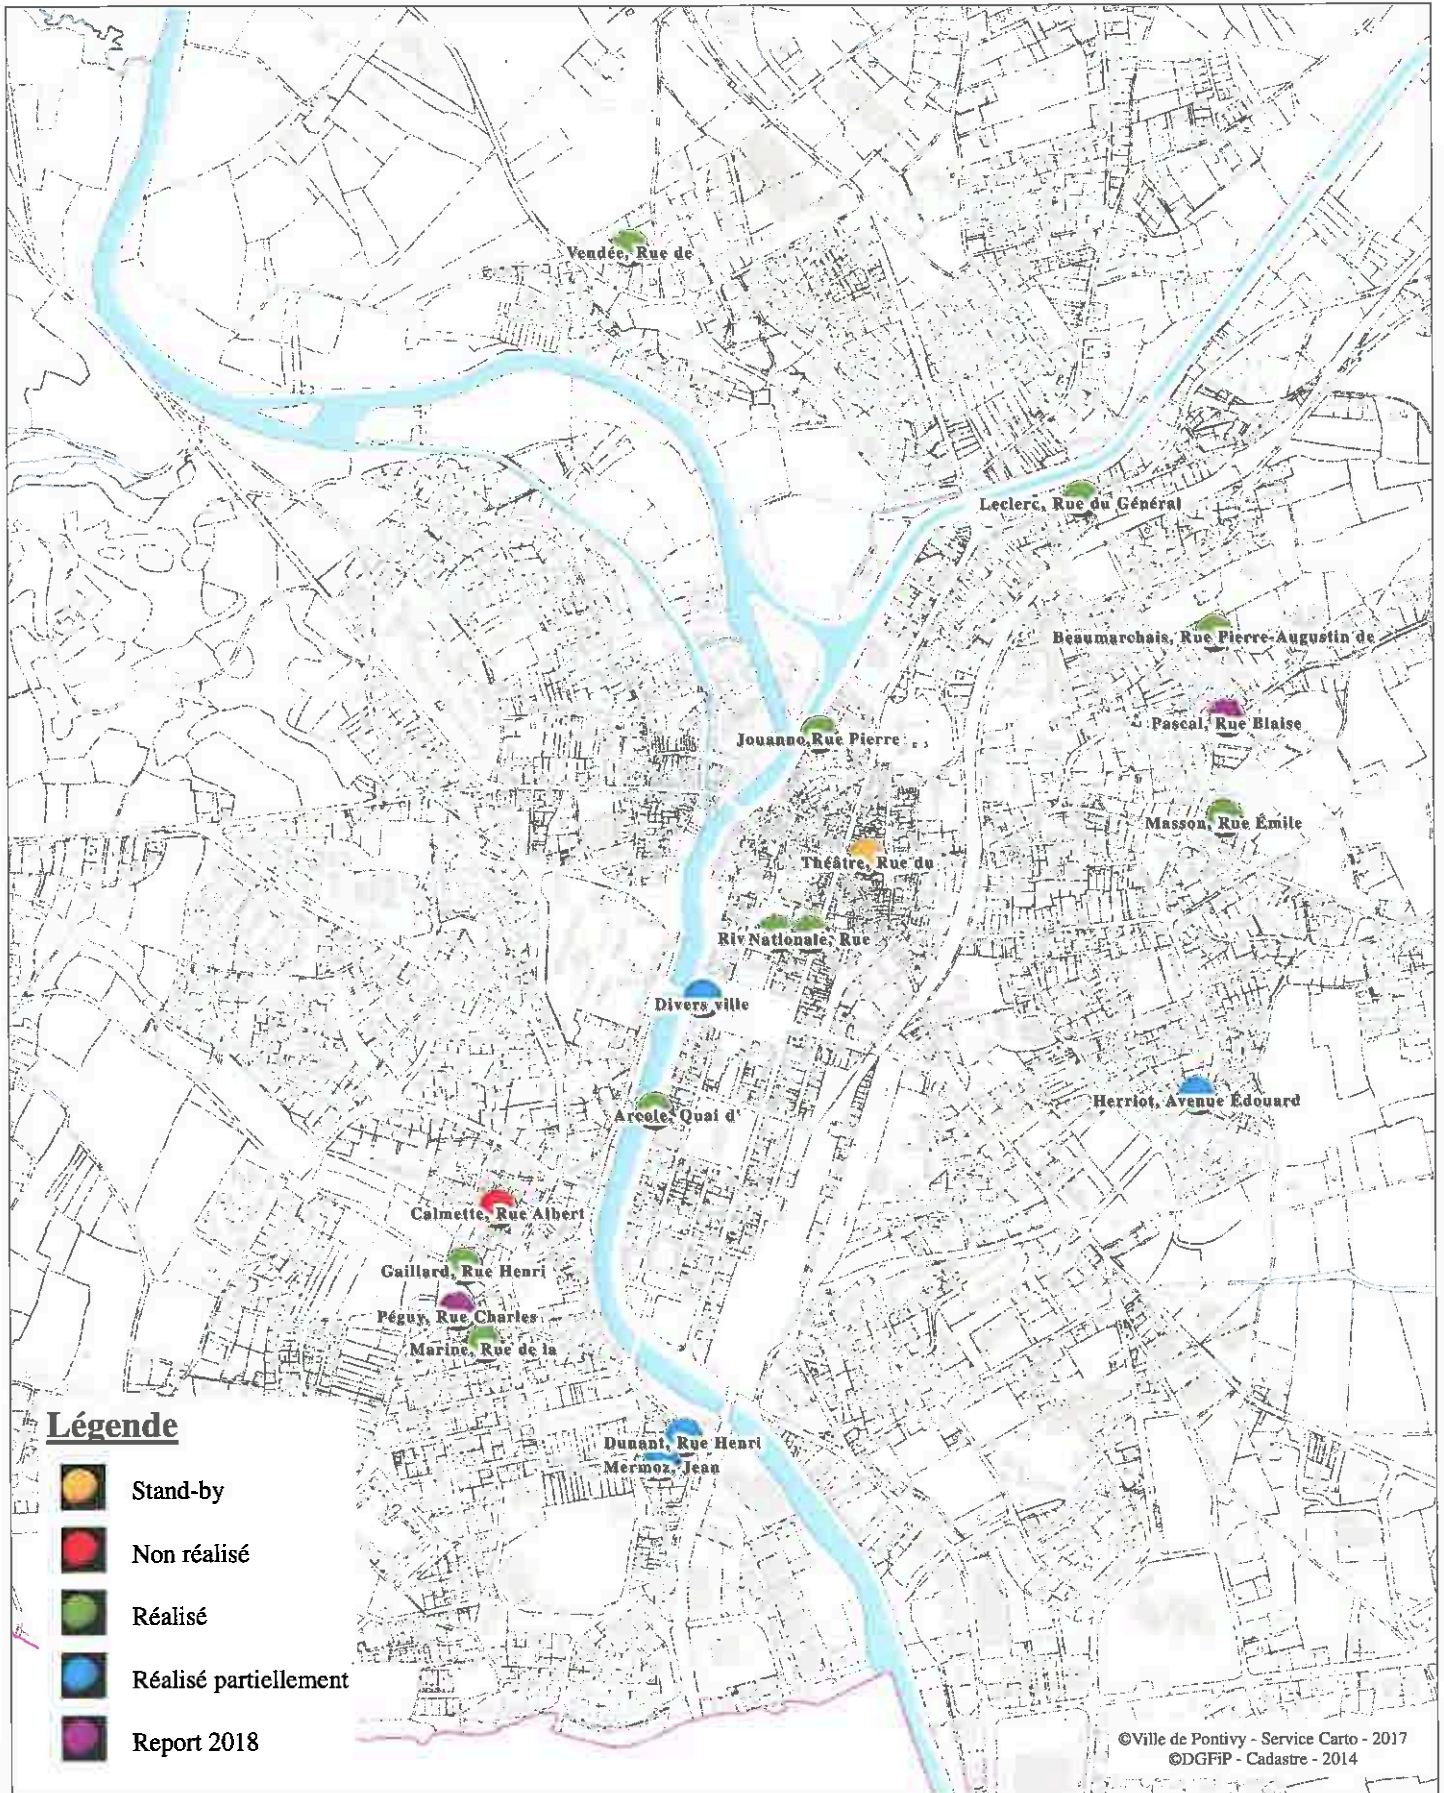 Vendée, Rue de
Leclerc, Rue du Général
Beaumarchais, Rue Pierre-Augustin de
Pascal, Rue Blaise
Jouanno, Rue Pierre
Masson, Rue Émile
Théâtre, Rue du
Riv Nationale, Rue
Divers ville
Herriot, Avenue Édouard
Arcole, Quai d'
Calmette, Rue Albert
Gaillard, Rue Henri
Péguy, Rue Charles
Marine, Rue de la
Dunant, Rue Henri
Mermoz, Jean
Légende
Stand-by
Non réalisé
Réalisé
Réalisé partiellement
Report 2018
©Ville de Pontivy - Service Carto - 2017
©DGFiP - Cadastre - 2014